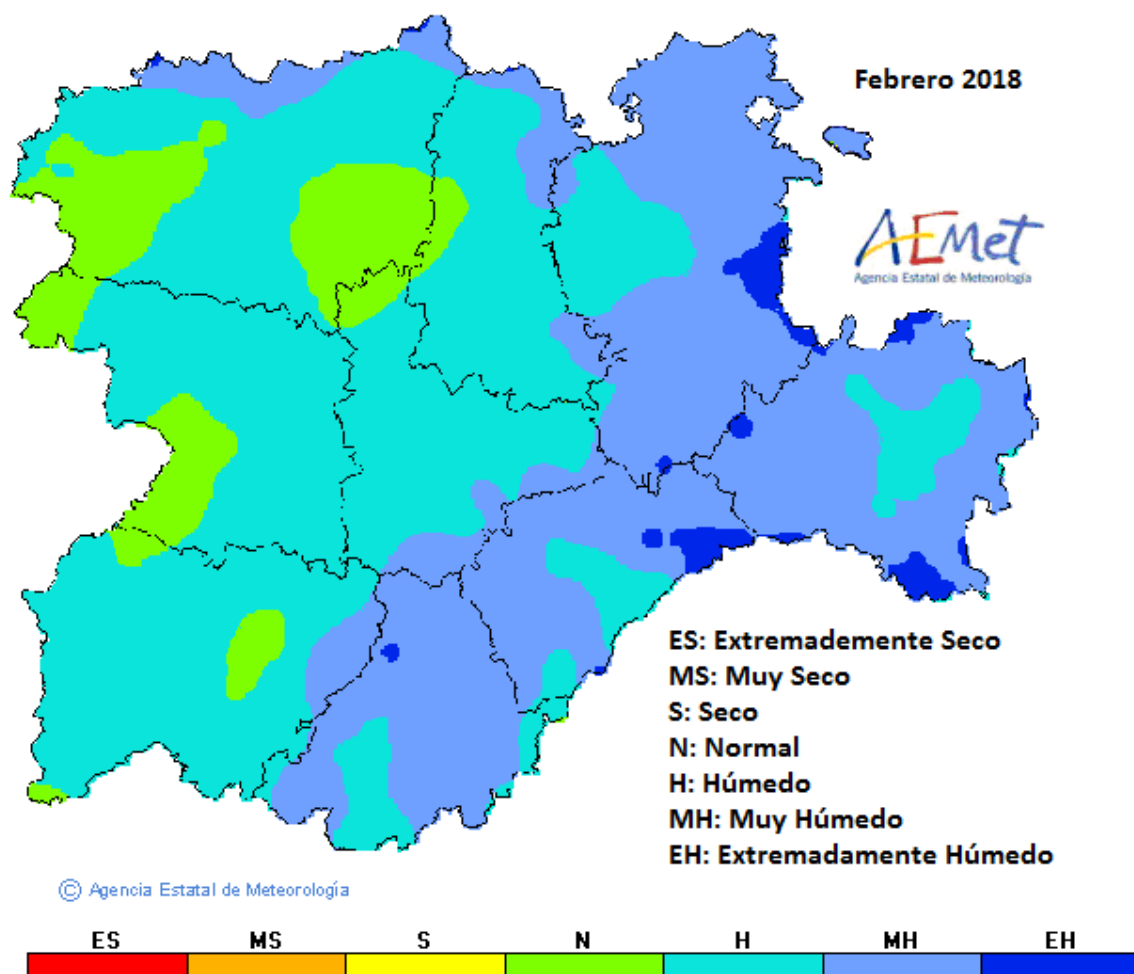 Febrero 2018
AEMet
Agencia Estatal de Meteorología
ES: Extremademente Seco
MS: Muy Seco
S: Seco
N: Normal
H: Húmedo
MH: Muy Húmedo
EH: Extremadamente Húmedo
© Agencia Estatal de Meteorología
ES MS S N H MH EH